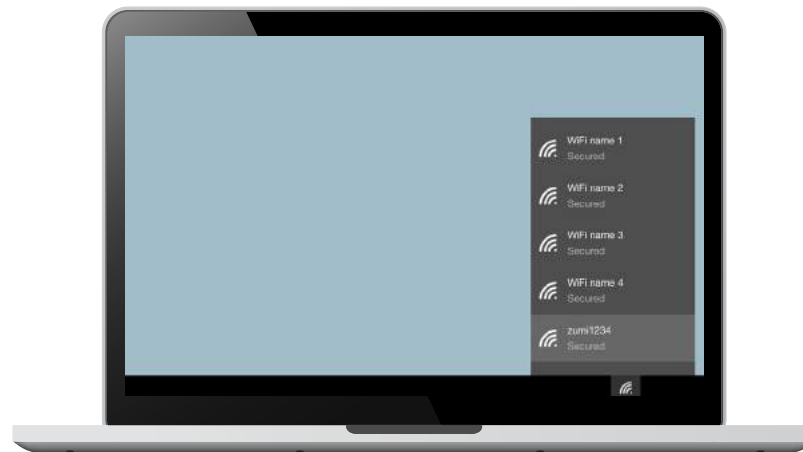 WiFi name 1
Secured
WiFi name 2
Secured
WiFi name 3
Secured
WiFi name 4
Secured
zumi1234
Secured